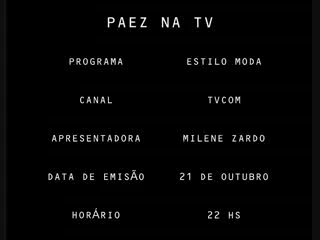 PAEZ NA TV
PROGRAMA ESTILO MODA
CANAL TVCOM
APRESENTADORA MILENE ZARDO
DATA DE EMISÃO 21 DE OUTUBRO
HORÁRIO 22 HS